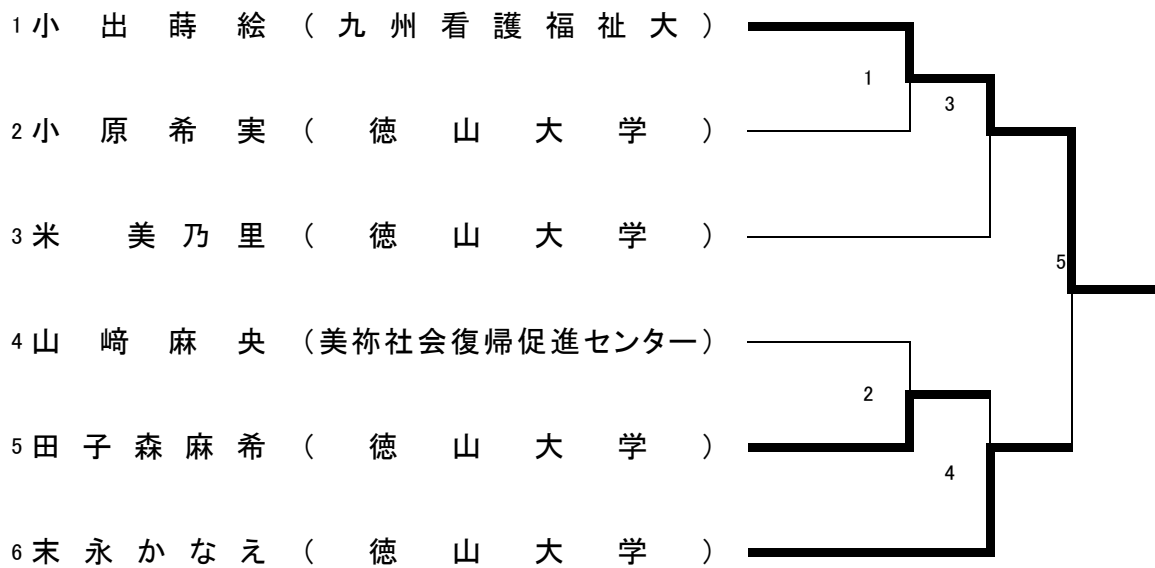 1 小出蒔絵 (九州看護福祉大)
1
3
2 小原希実 (徳山大学)
3 米 美乃里 (徳山大学)
5
4 山﨑麻央 (美祢社会復帰促進センター)
2
5 田子森麻希 (徳山大学)
4
6 末永かなえ (徳山大学)